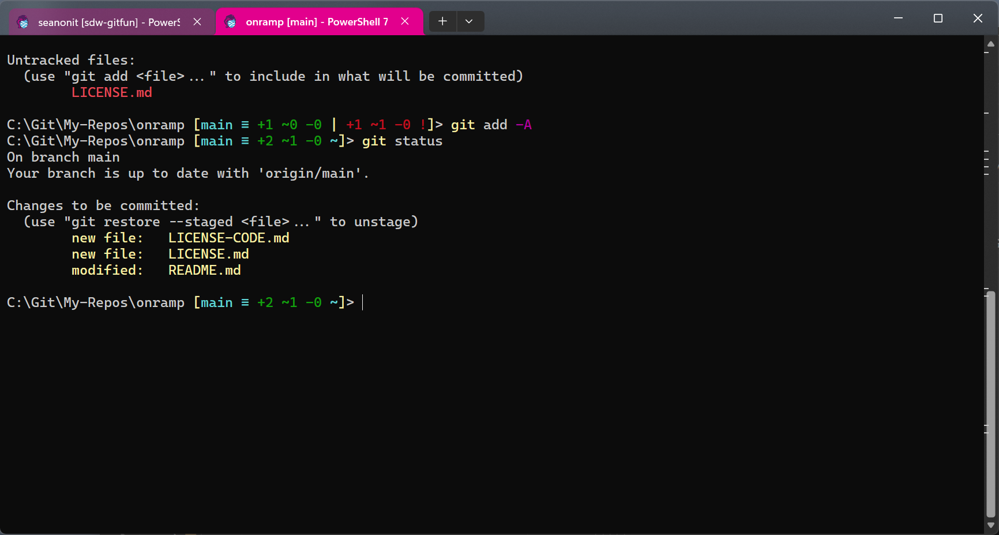 seanonit [sdw-gitfun] - PowerS
onramp [main] - PowerShell 7
Untracked files:
  (use "git add <file>..." to include in what will be committed)
        LICENSE.md
C:\Git\My-Repos\onramp [main ≡ +1 ~0 -0 | +1 ~1 -0 !]> git add -A
C:\Git\My-Repos\onramp [main ≡ +2 ~1 -0 ~]> git status
On branch main
Your branch is up to date with 'origin/main'.
Changes to be committed:
  (use "git restore --staged <file>..." to unstage)
        new file:   LICENSE-CODE.md
        new file:   LICENSE.md
        modified:   README.md
C:\Git\My-Repos\onramp [main ≡ +2 ~1 -0 ~]>